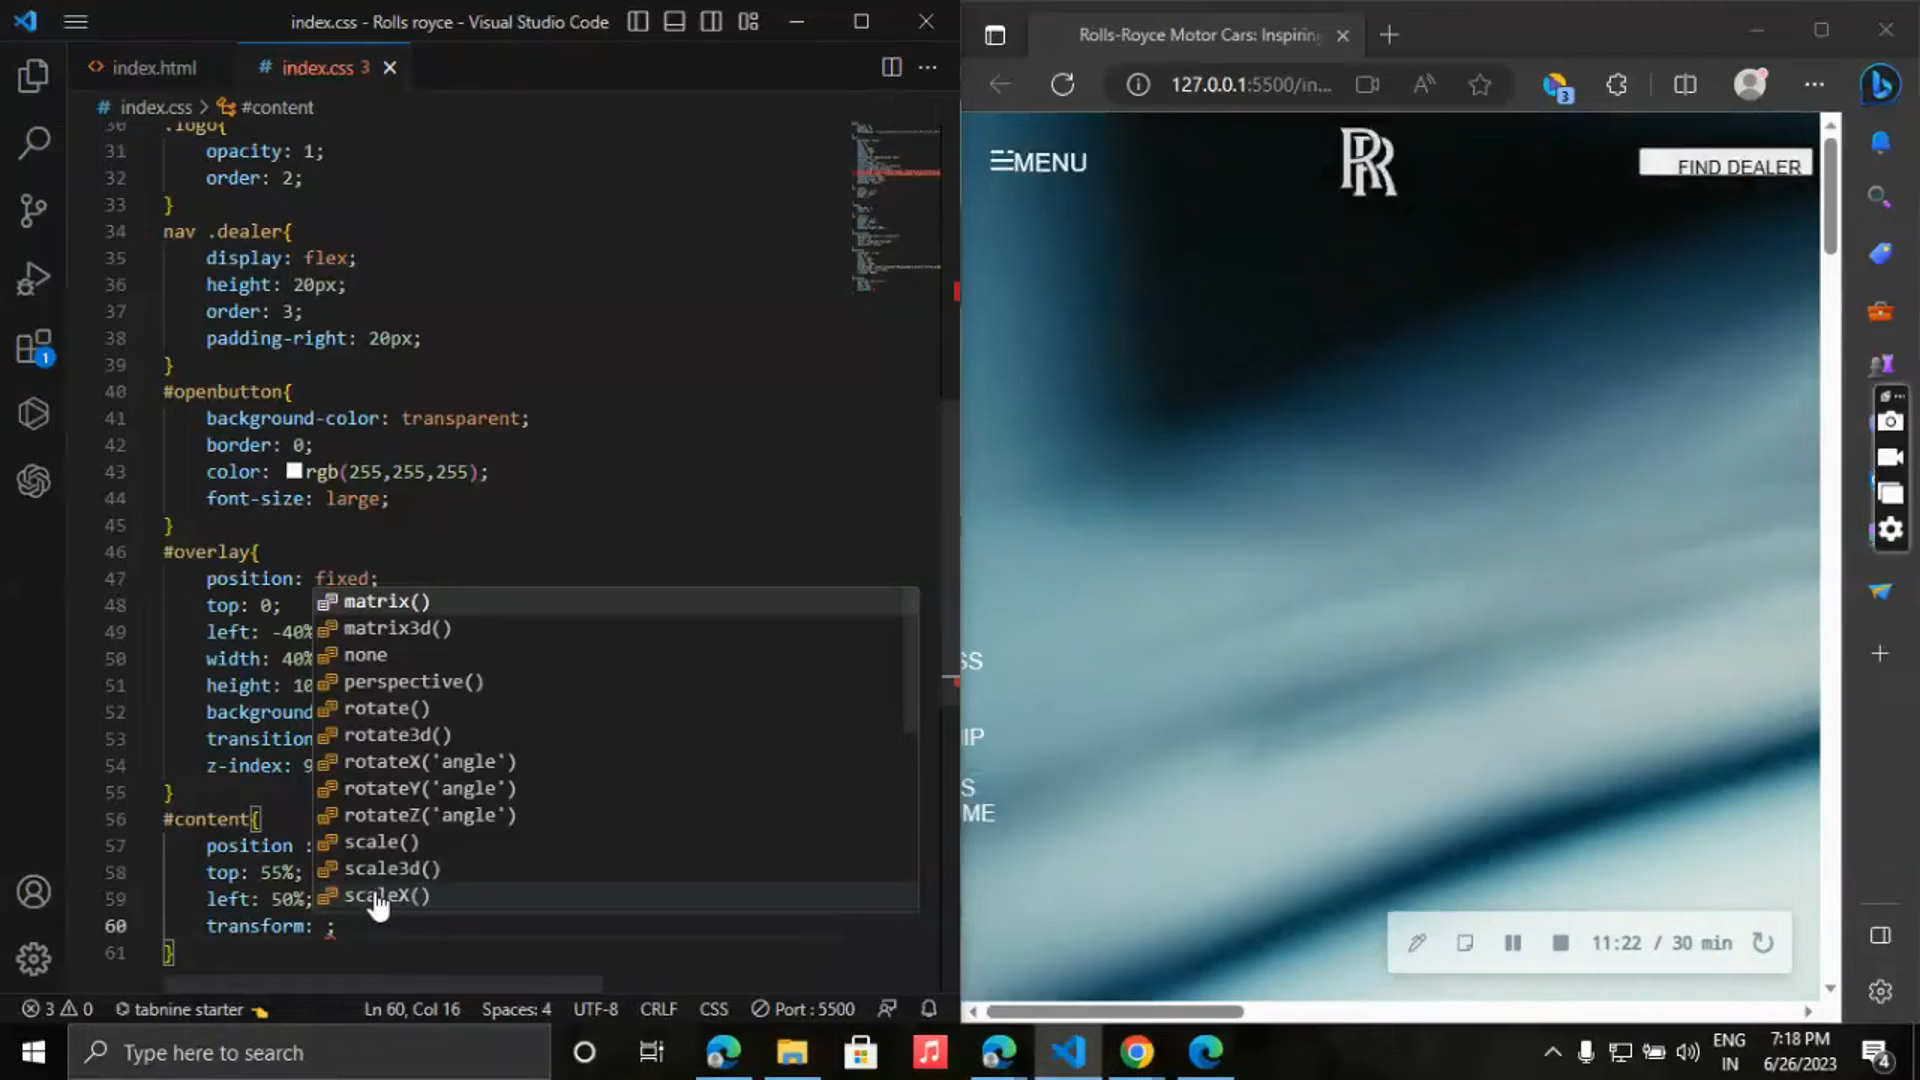 index.css - Rolls royce - Visual Studio Code
index.html
# index.css 3
# index.css > #content
30 .logo{
31 opacity: 1;
32 order: 2;
33 }
34 nav .dealer{
35 display: flex;
36 height: 20px;
37 order: 3;
38 padding-right: 20px;
39 }
40 #openbutton{
41 background-color: transparent;
42 border: 0;
43 color: rgb(255,255,255);
44 font-size: large;
45 }
46 #overlay{
47 position: fixed;
48 top: 0;
49 left: -40%
50 width: 40%
51 height: 10
52 background
53 transition
54 z-index: 9
55 }
56 #content{
57 position :
58 top: 55%;
59 left: 50%;
60 transform: ;
61 }
matrix()
matrix3d()
none
perspective()
rotate()
rotate3d()
rotateX('angle')
rotateY('angle')
rotateZ('angle')
scale()
scale3d()
scaleX()
1
3 0 tabnine starter Ln 60, Col 16 Spaces: 4 UTF-8 CRLF CSS Port : 5500
Rolls-Royce Motor Cars: Inspiring
127.0.0.1:5500/in...
3
MENU
RR
FIND DEALER
SS
IP
S
ME
11:22 / 30 min
Type here to search
ENG
IN
7:18 PM
6/26/2023
4